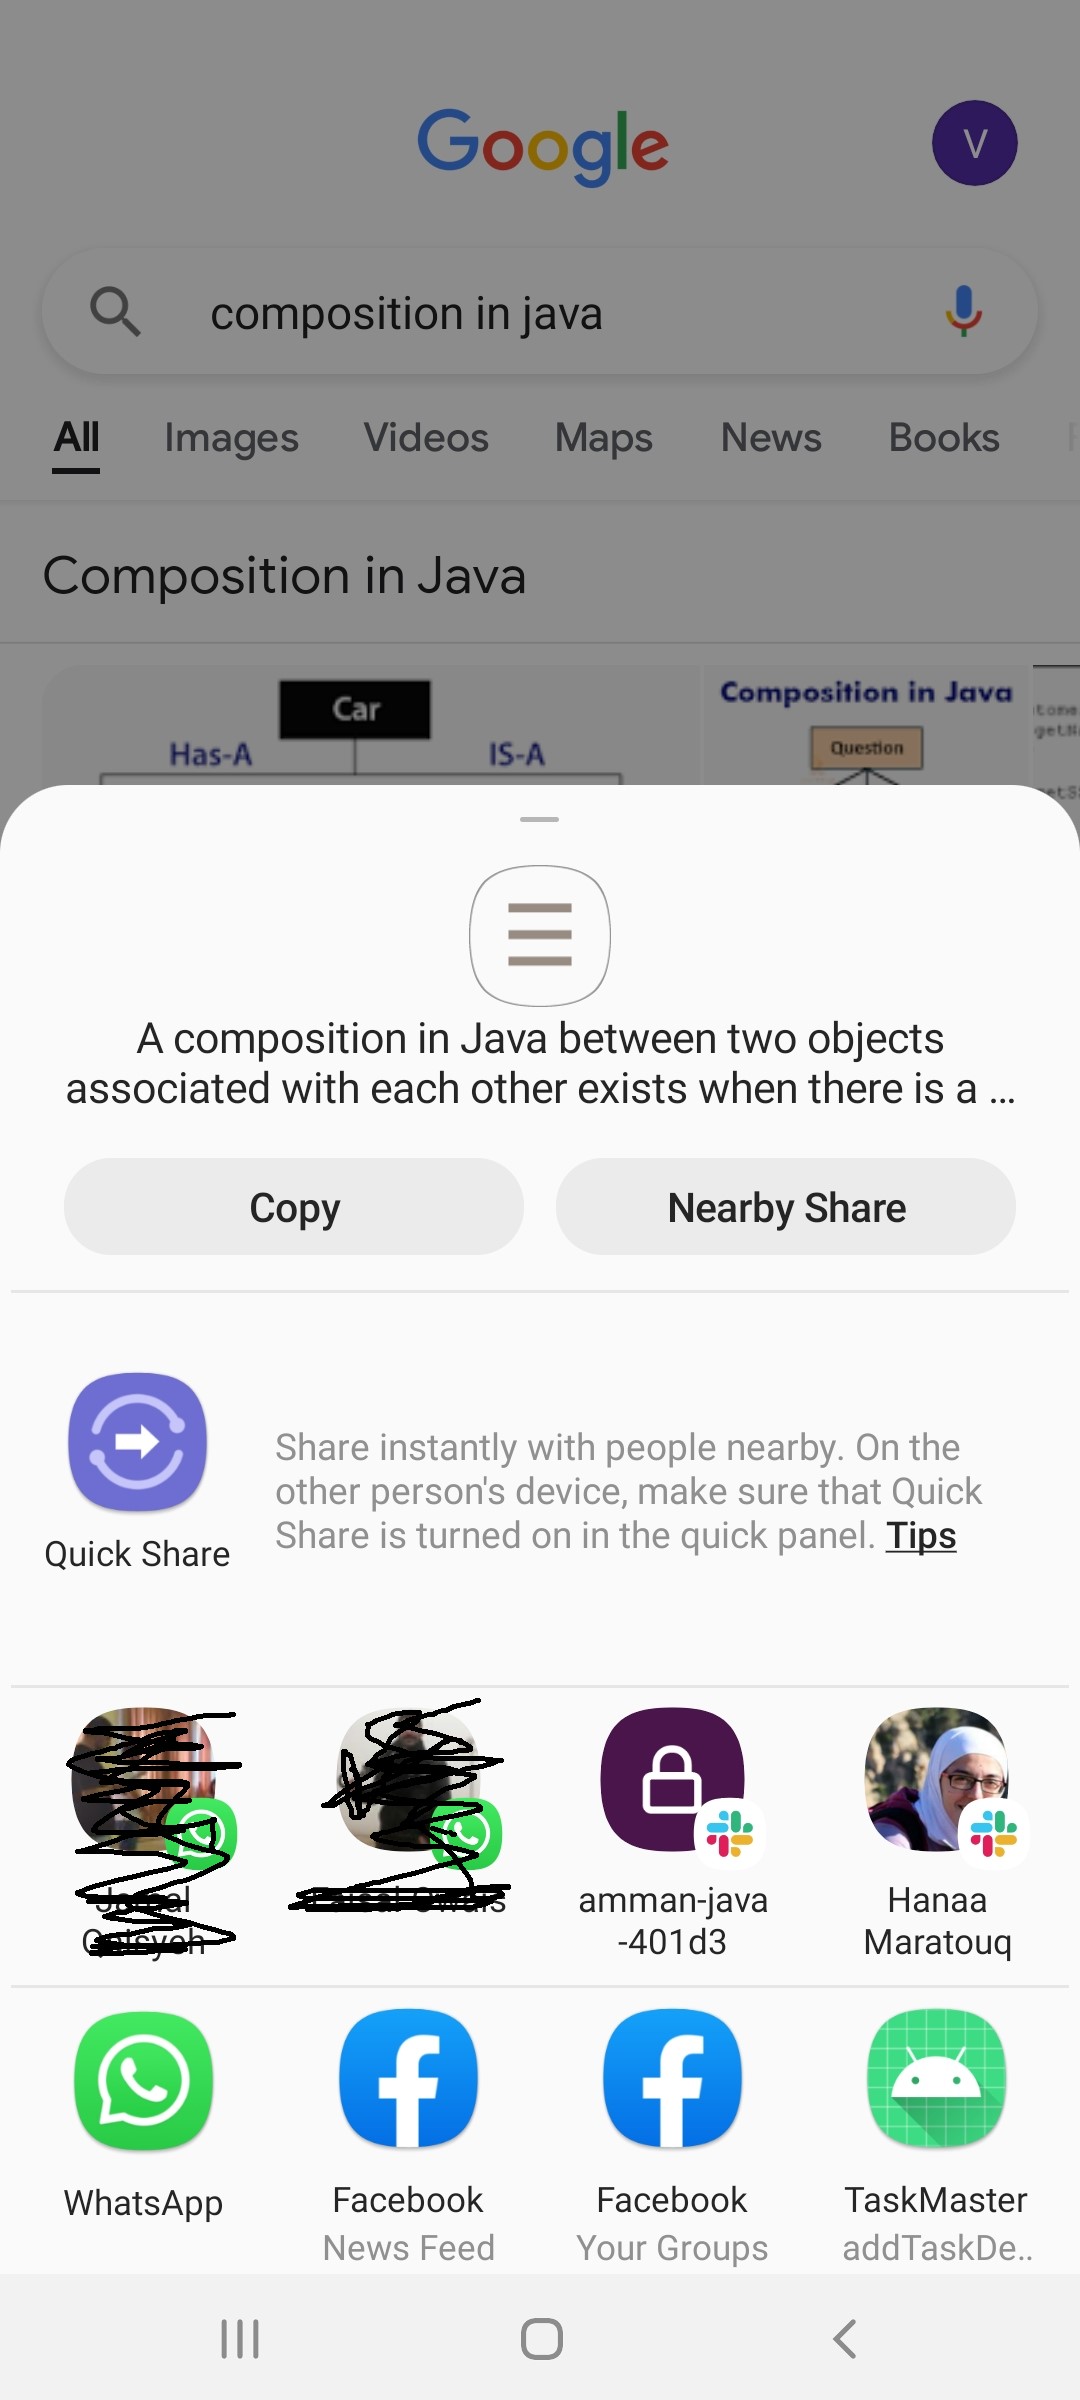 Google
V
composition in java
All Images Videos Maps News Books
Composition in Java
Car
Has-A IS-A
Composition in Java
Question
A composition in Java between two objects
associated with each other exists when there is a ...
Copy
Nearby Share
Quick Share
Share instantly with people nearby. On the
other person's device, make sure that Quick
Share is turned on in the quick panel. Tips
amman-java
-401d3
Hanaa
Maratouq
WhatsApp
Facebook
News Feed
Facebook
Your Groups
TaskMaster
addTaskDe..